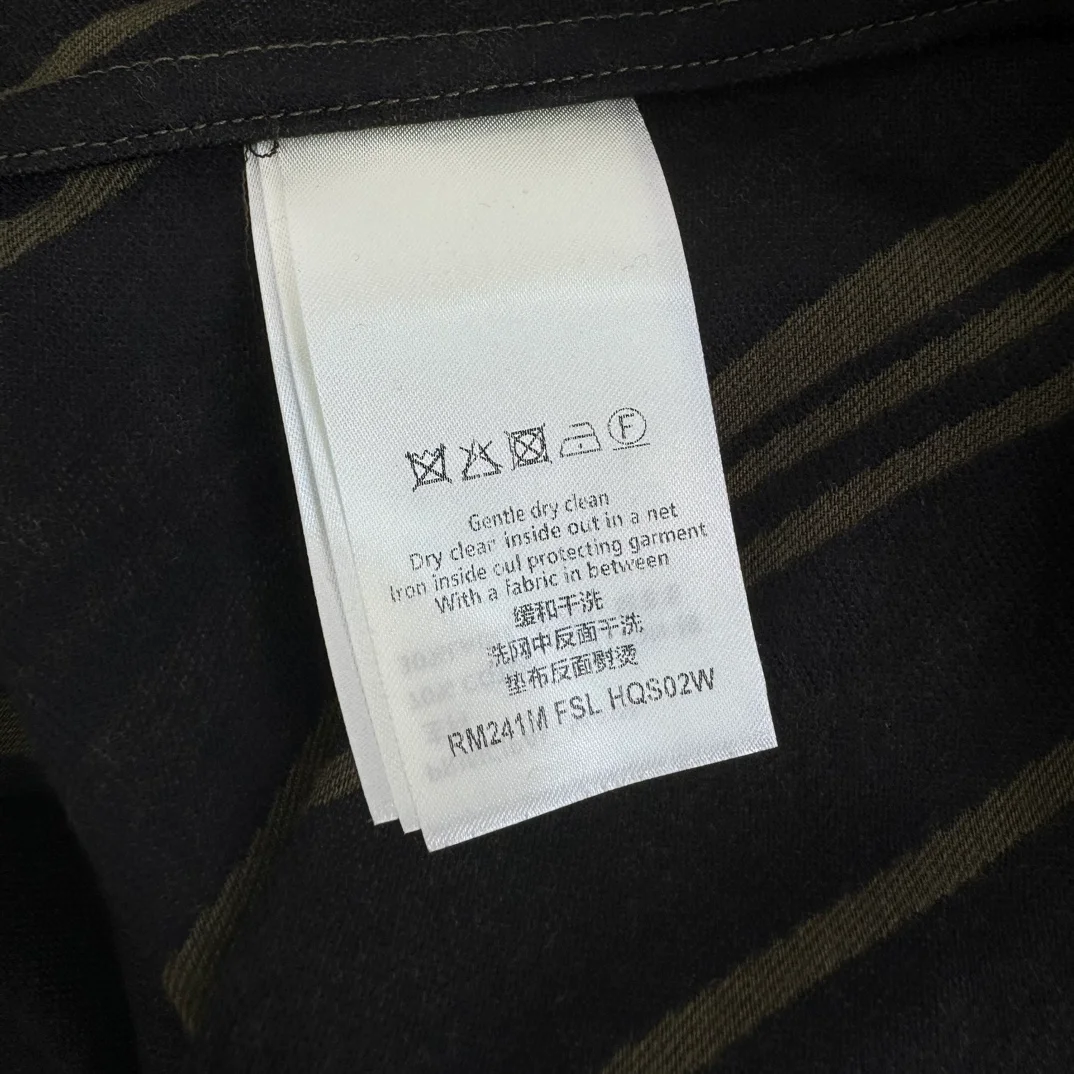 F
Gentle dry clean
Dry clean inside out in a net
Iron inside out protecting garment
With a fabric in between
缓和干洗
洗网中反面干洗
垫布反面熨烫
RM241M FSL HQS02W